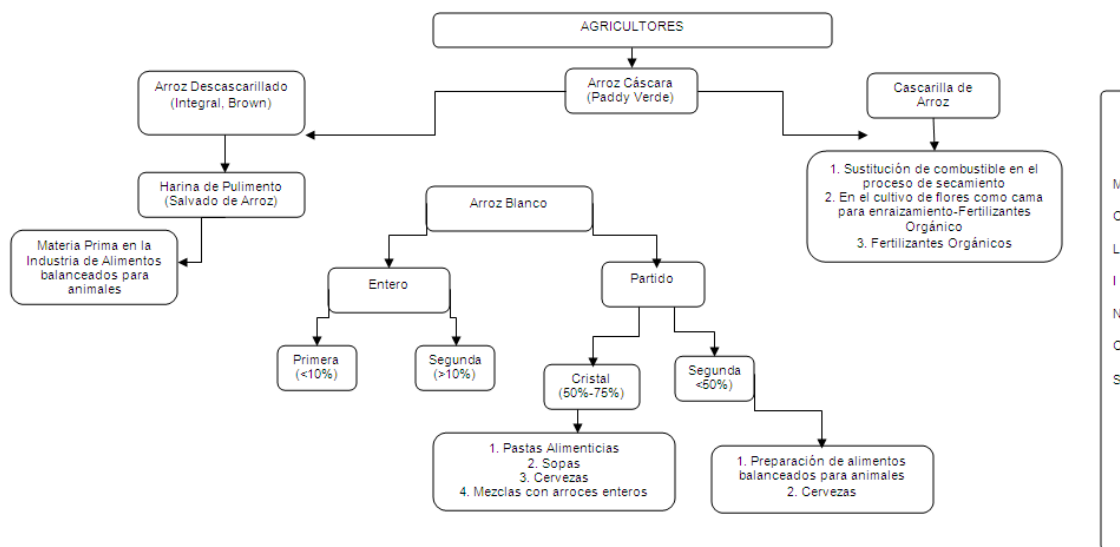 AGRICULTORES
Arroz Descascarillado
(Integral, Brown)
Arroz Cáscara
(Paddy Verde)
Cascarilla de
Arroz
Harina de Pulimento
(Salvado de Arroz)
1. Sustitución de combustible en el
proceso de secamiento
2. En el cultivo de flores como cama
para enraizamiento-Fertilizantes
Orgánico
3. Fertilizantes Orgánicos
Arroz Blanco
Materia Prima en la
Industria de Alimentos
balanceados para
animales
Entero
Partido
Primera
(<10%)
Segunda
(>10%)
Cristal
(50%-75%)
Segunda
<50%)
1. Pastas Alimenticias
2. Sopas
3. Cervezas
4. Mezclas con arroces enteros
1. Preparación de alimentos
balanceados para animales
2. Cervezas
M
O
L
I
N
O
S